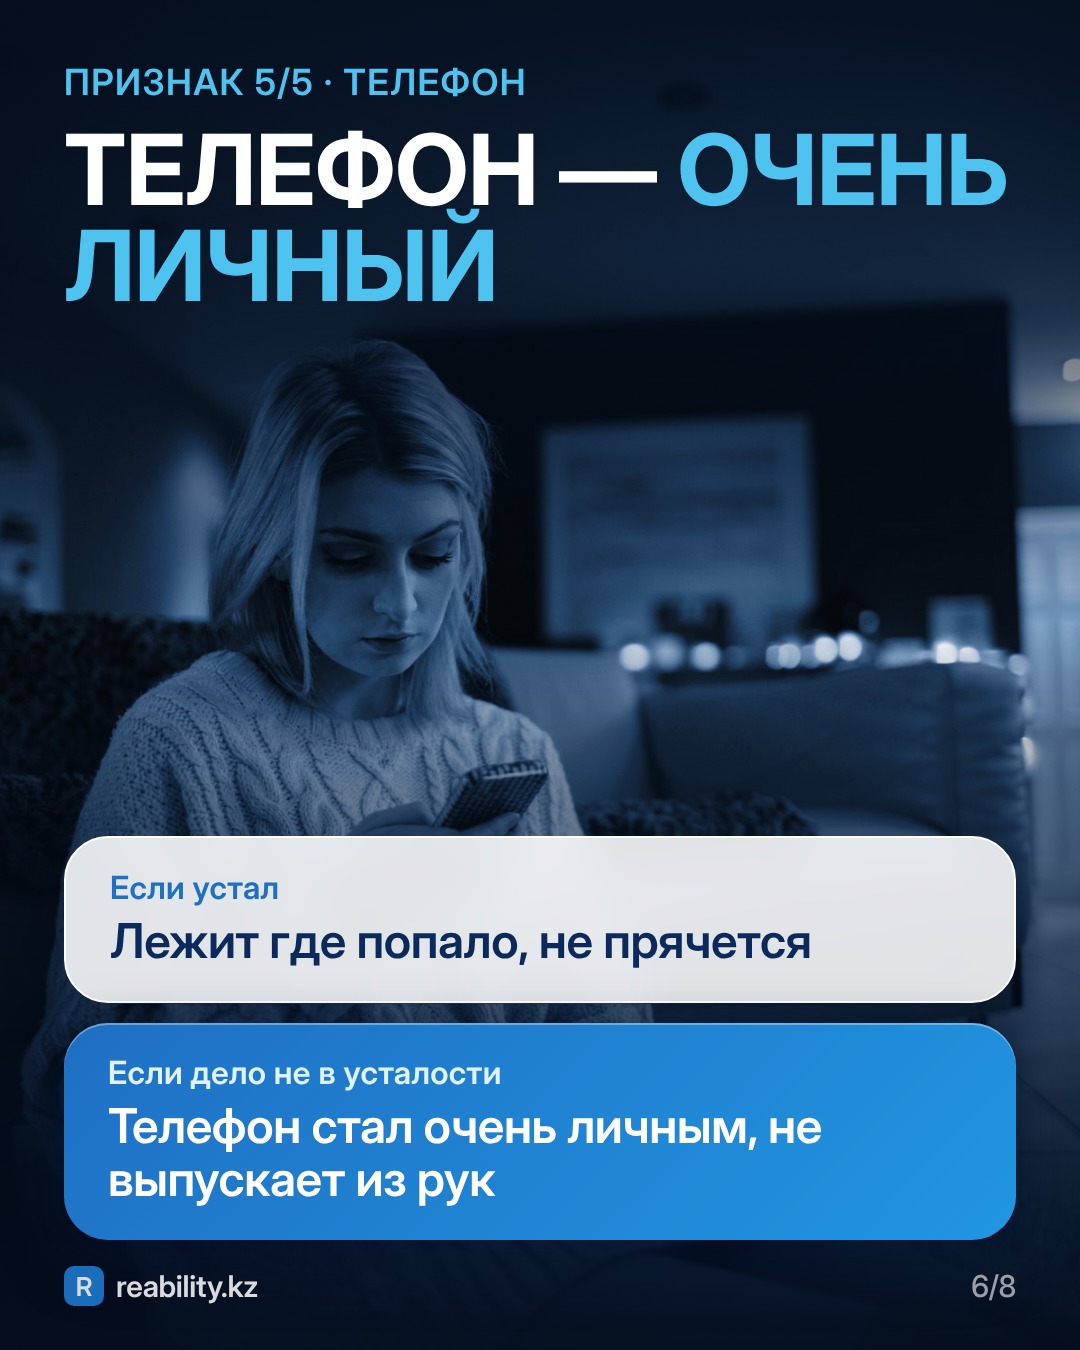 ПРИЗНАК 5/5 · ТЕЛЕФОН
ТЕЛЕФОН — ОЧЕНЬ
ЛИЧНЫЙ
Если устал
Лежит где попало, не прячется
Если дело не в усталости
Телефон стал очень личным, не
выпускает из рук
R reability.kz
6/8